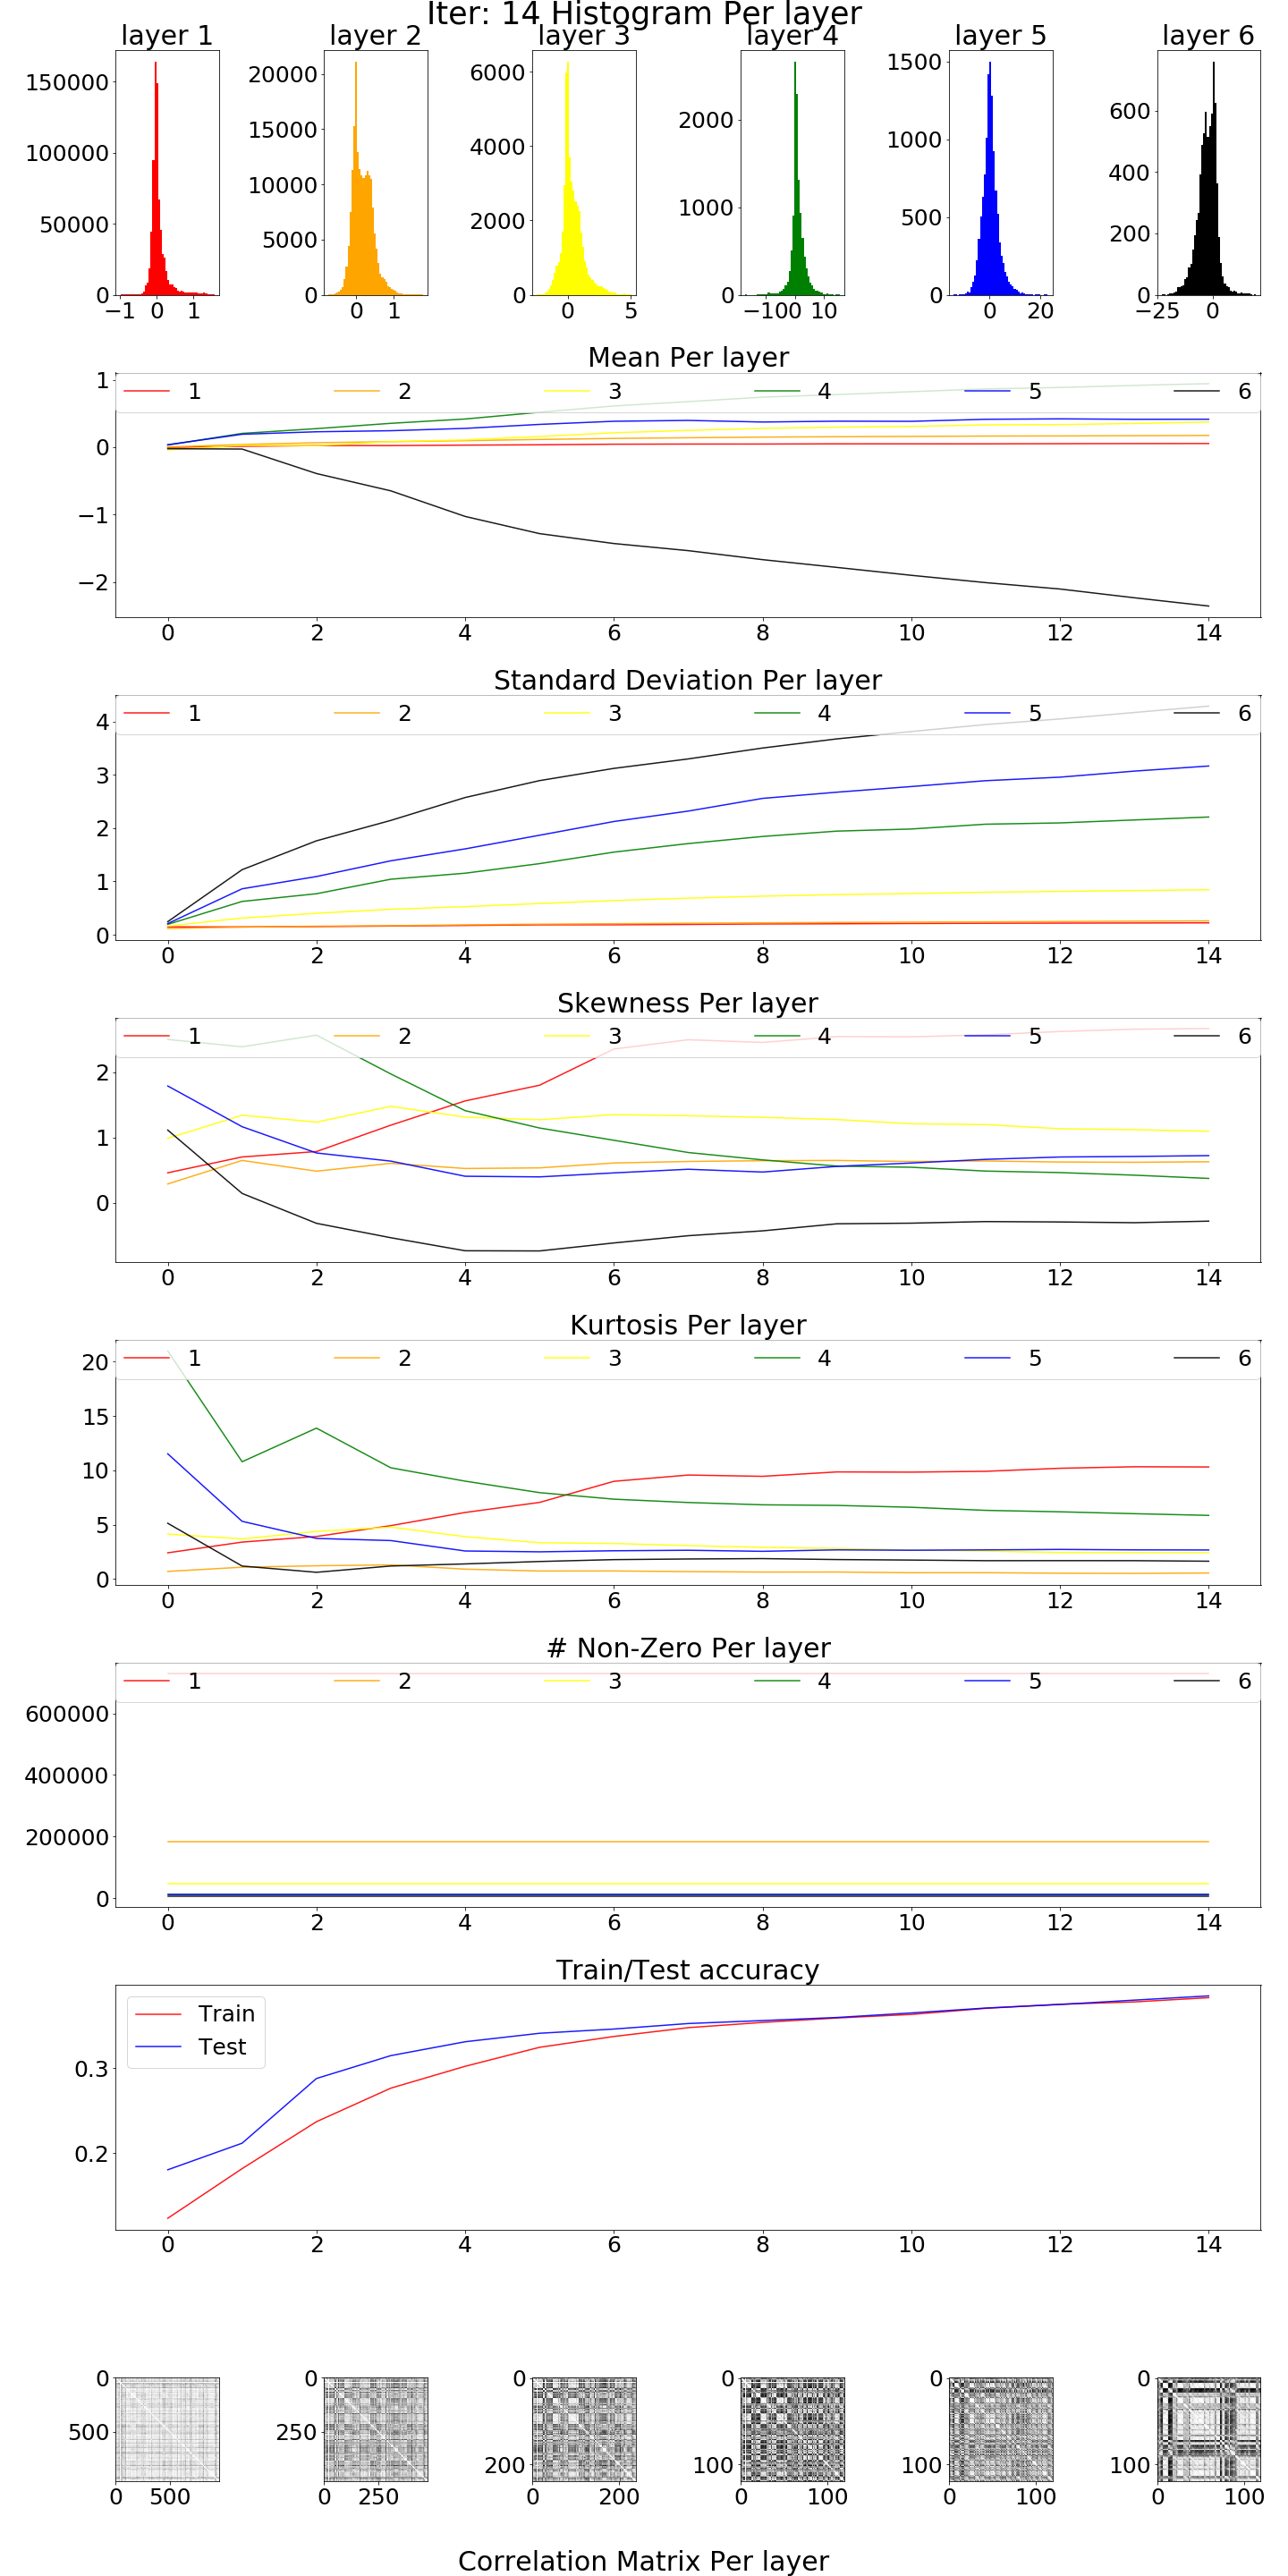 Iter: 14 Histogram Per layer
layer 1 layer 2 layer 3 layer 4 layer 5 layer 6
150000 100000 50000 0
−1 0 1
20000 15000 10000 5000 0
0 1
6000 4000 2000 0
0 5
2000 1000 0
−10 0 10
1500 1000 500 0
0 20
600 400 200 0
−25 0
Mean Per layer
1 2 3 4 5 6
1 0 −1 −2
0 2 4 6 8 10 12 14
Standard Deviation Per layer
1 2 3 4 5 6
4 3 2 1 0
0 2 4 6 8 10 12 14
Skewness Per layer
1 2 3 4 5 6
2 1 0
0 2 4 6 8 10 12 14
Kurtosis Per layer
1 2 3 4 5 6
20 15 10 5 0
0 2 4 6 8 10 12 14
# Non-Zero Per layer
1 2 3 4 5 6
600000 400000 200000 0
0 2 4 6 8 10 12 14
Train/Test accuracy
Train
Test
0.3 0.2
0 2 4 6 8 10 12 14
0 500
0 500
0 250
0 250
0 200
0 200
0 100
0 100
0 100
0 100
0 100
0 100
Correlation Matrix Per layer